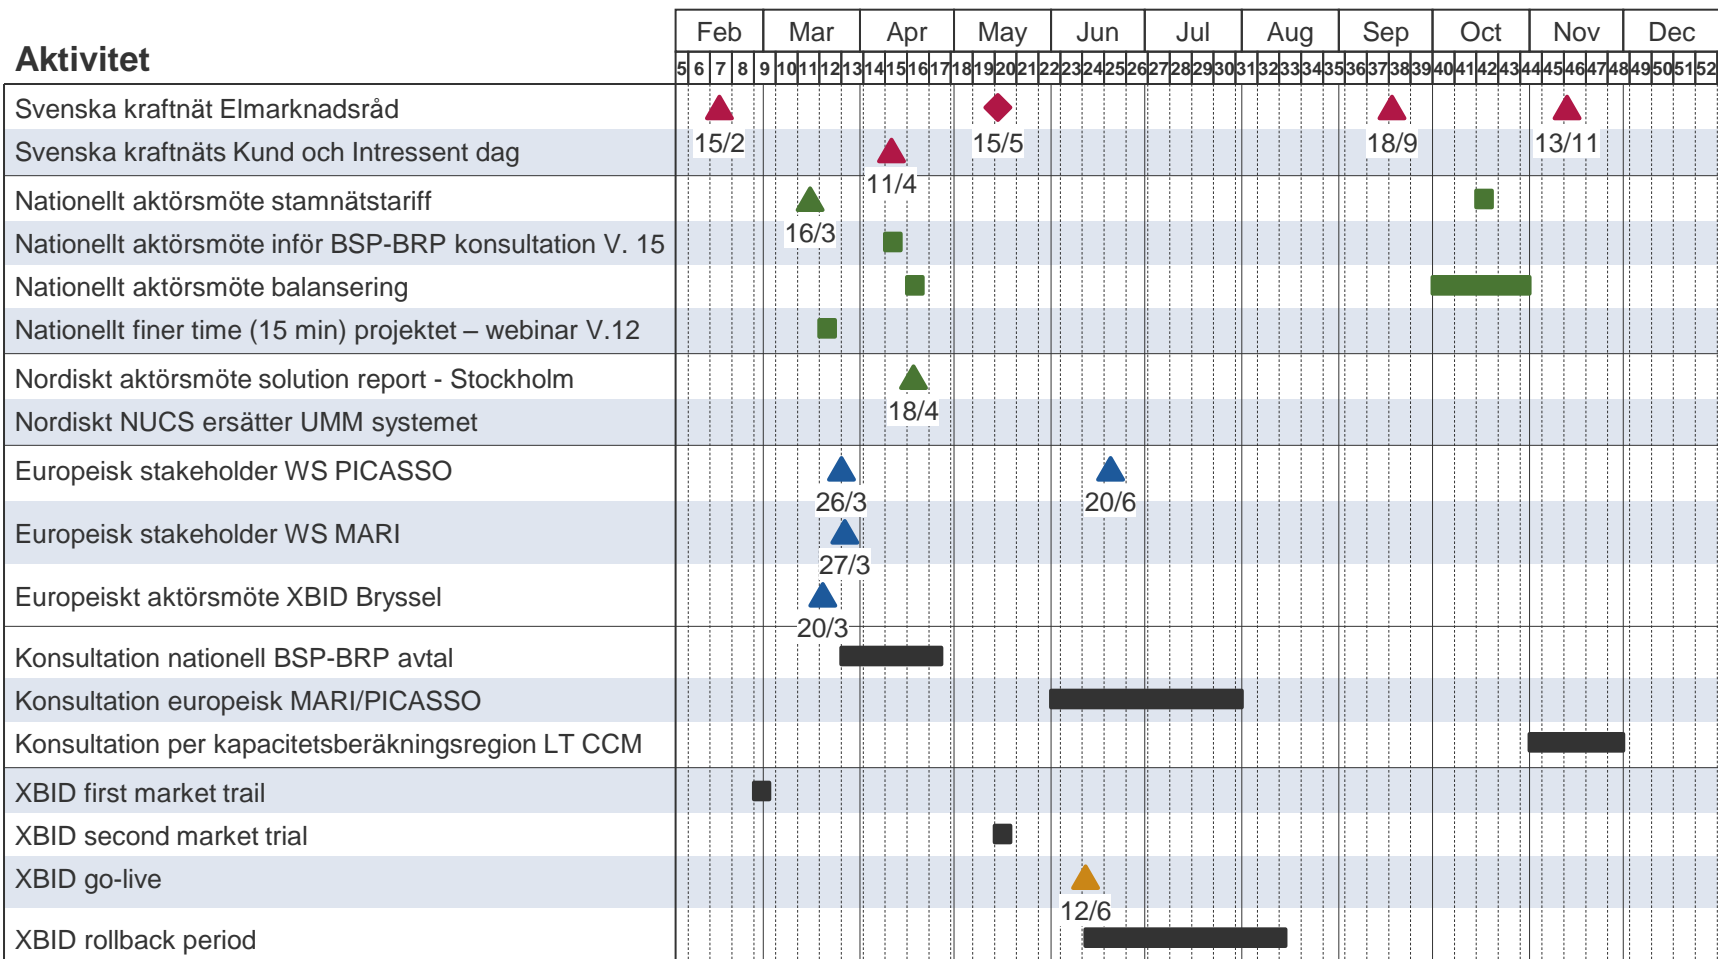 Feb Mar Apr May Jun Jul Aug Sep Oct Nov Dec
Aktivitet
5 6 7 8 9 10 11 12 13 14 15 16 17 18 19 20 21 22 23 24 25 26 27 28 29 30 31 32 33 34 35 36 37 38 39 40 41 42 43 44 45 46 47 48 49 50 51 52
Svenska kraftnät Elmarknadsråd
15/2 15/5 18/9 13/11
Svenska kraftnäts Kund och Intressent dag
11/4
Nationellt aktörsmöte stamnätstariff
16/3
Nationellt aktörsmöte inför BSP-BRP konsultation V. 15
Nationellt aktörsmöte balansering
Nationellt finer time (15 min) projektet – webinar V.12
Nordiskt aktörsmöte solution report - Stockholm
18/4
Nordiskt NUCS ersätter UMM systemet
Europeisk stakeholder WS PICASSO
26/3 20/6
Europeisk stakeholder WS MARI
27/3
Europeiskt aktörsmöte XBID Bryssel
20/3
Konsultation nationell BSP-BRP avtal
Konsultation europeisk MARI/PICASSO
Konsultation per kapacitetsberäkningsregion LT CCM
XBID first market trail
XBID second market trial
XBID go-live
12/6
XBID rollback period